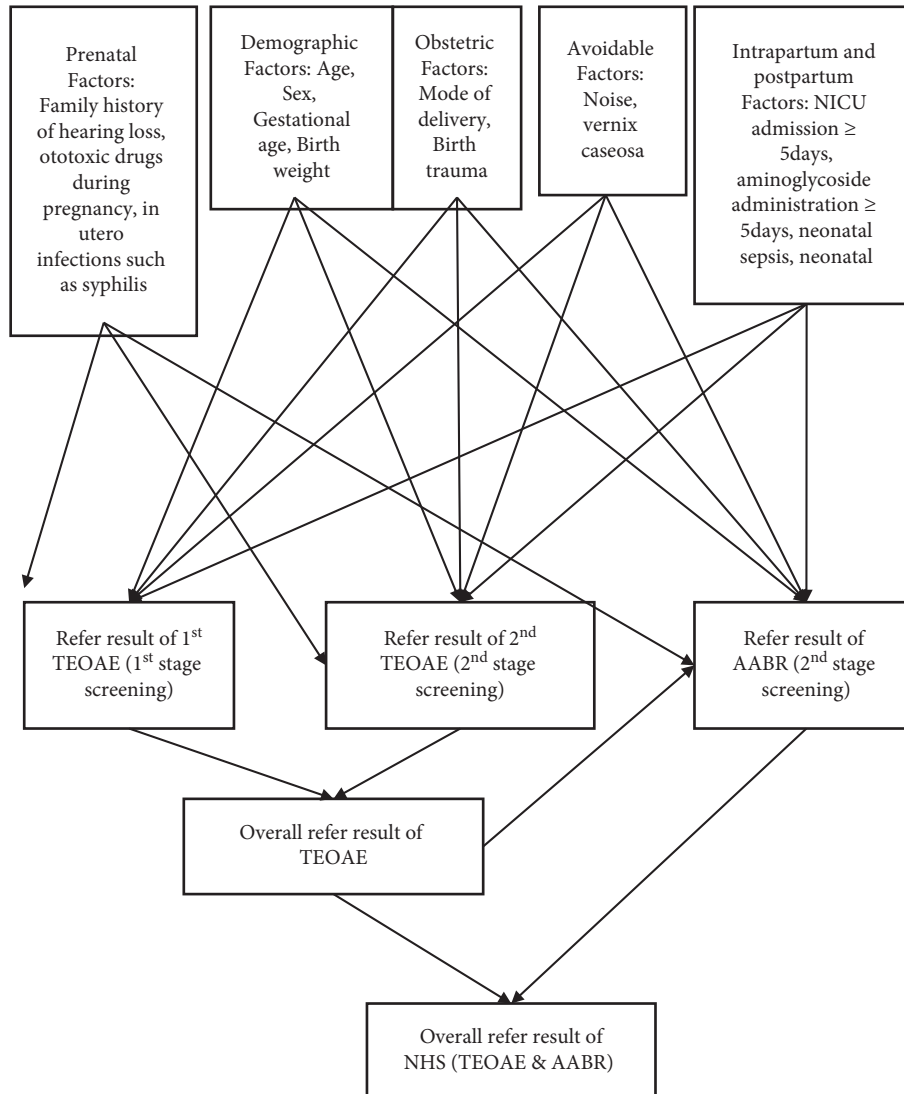 Prenatal
Factors:
Family history
of hearing loss,
ototoxic drugs
during
pregnancy, in
utero
infections such
as syphilis
Demographic
Factors: Age,
Sex,
Gestational
age, Birth
weight
Obstetric
Factors:
Mode of
delivery,
Birth
trauma
Avoidable
Factors:
Noise,
vernix
caseosa
Intrapartum and
postpartum
Factors: NICU
admission ≥
5days,
aminoglycoside
administration ≥
5days, neonatal
sepsis, neonatal
Refer result of 1st
TEOAE (1st stage
screening)
Refer result of 2nd
TEOAE (2nd stage
screening)
Refer result of
AABR (2nd stage
screening)
Overall refer result of
TEOAE
Overall refer result of
NHS (TEOAE & AABR)